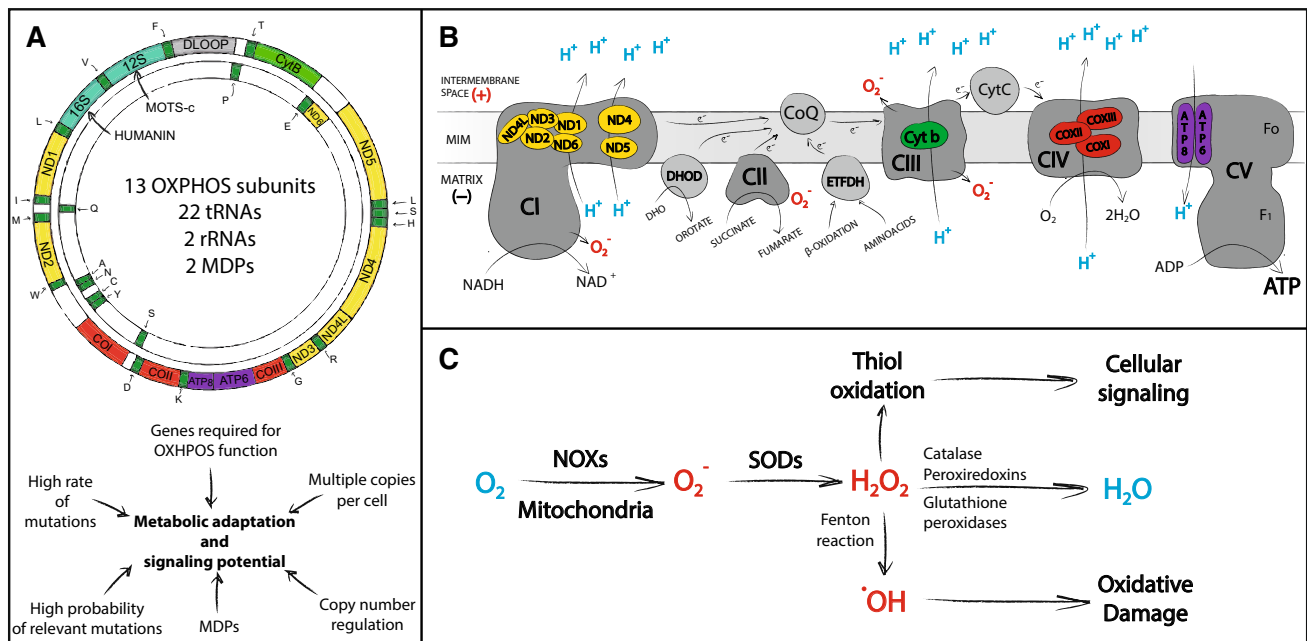 A
F
T
DLOOP
V
12S
CytB
16S
MOTS-c
P
L
HUMANIN
E
ND6
ND1
ND5
13 OXPHOS subunits
22 tRNAs
2 rRNAs
2 MDPs
I
Q
M
L
S
H
ND2
ND4
A
N
C
Y
W
S
COI
ND4L
R
ND3
D
COII
ATP8
ATP6
COIII
G
K
Genes required for
OXHPOS function
High rate
of
mutations
Multiple copies
per cell
Metabolic adaptation
and
signaling potential
High probability
of relevant mutations
MDPs
Copy number
regulation
B
H+ H+ H+ H+
H+ H+ H+ H+
H+ H+ H+ H+
INTERMEMBRANE
SPACE (+)
O2-
e-
CytC
e-
MIM
ND4L
ND3
ND1
ND2
ND6
ND4
ND5
e-
e-
e-
CoQ
e-
e-
Cyt b
CIII
COXII
COXIII
COXI
CIV
ATP8
ATP6
Fo
CV
MATRIX
(-)
CI
DHOD
CII
ETFDH
O2-
O2-
DHO
OROTATE
SUCCINATE
FUMARATE
β-OXIDATION
AMINOACIDS
H+ H+
H+
O2
2H2O
H+
H+
F1
O2-
NADH
NAD+
ADP
ATP
C
Thiol
oxidation
Cellular
signaling
O2
NOXs
Mitochondria
O2-
SODs
H2O2
Catalase
Peroxiredoxins
Glutathione
peroxidases
H2O
Fenton
reaction
·OH
Oxidative
Damage